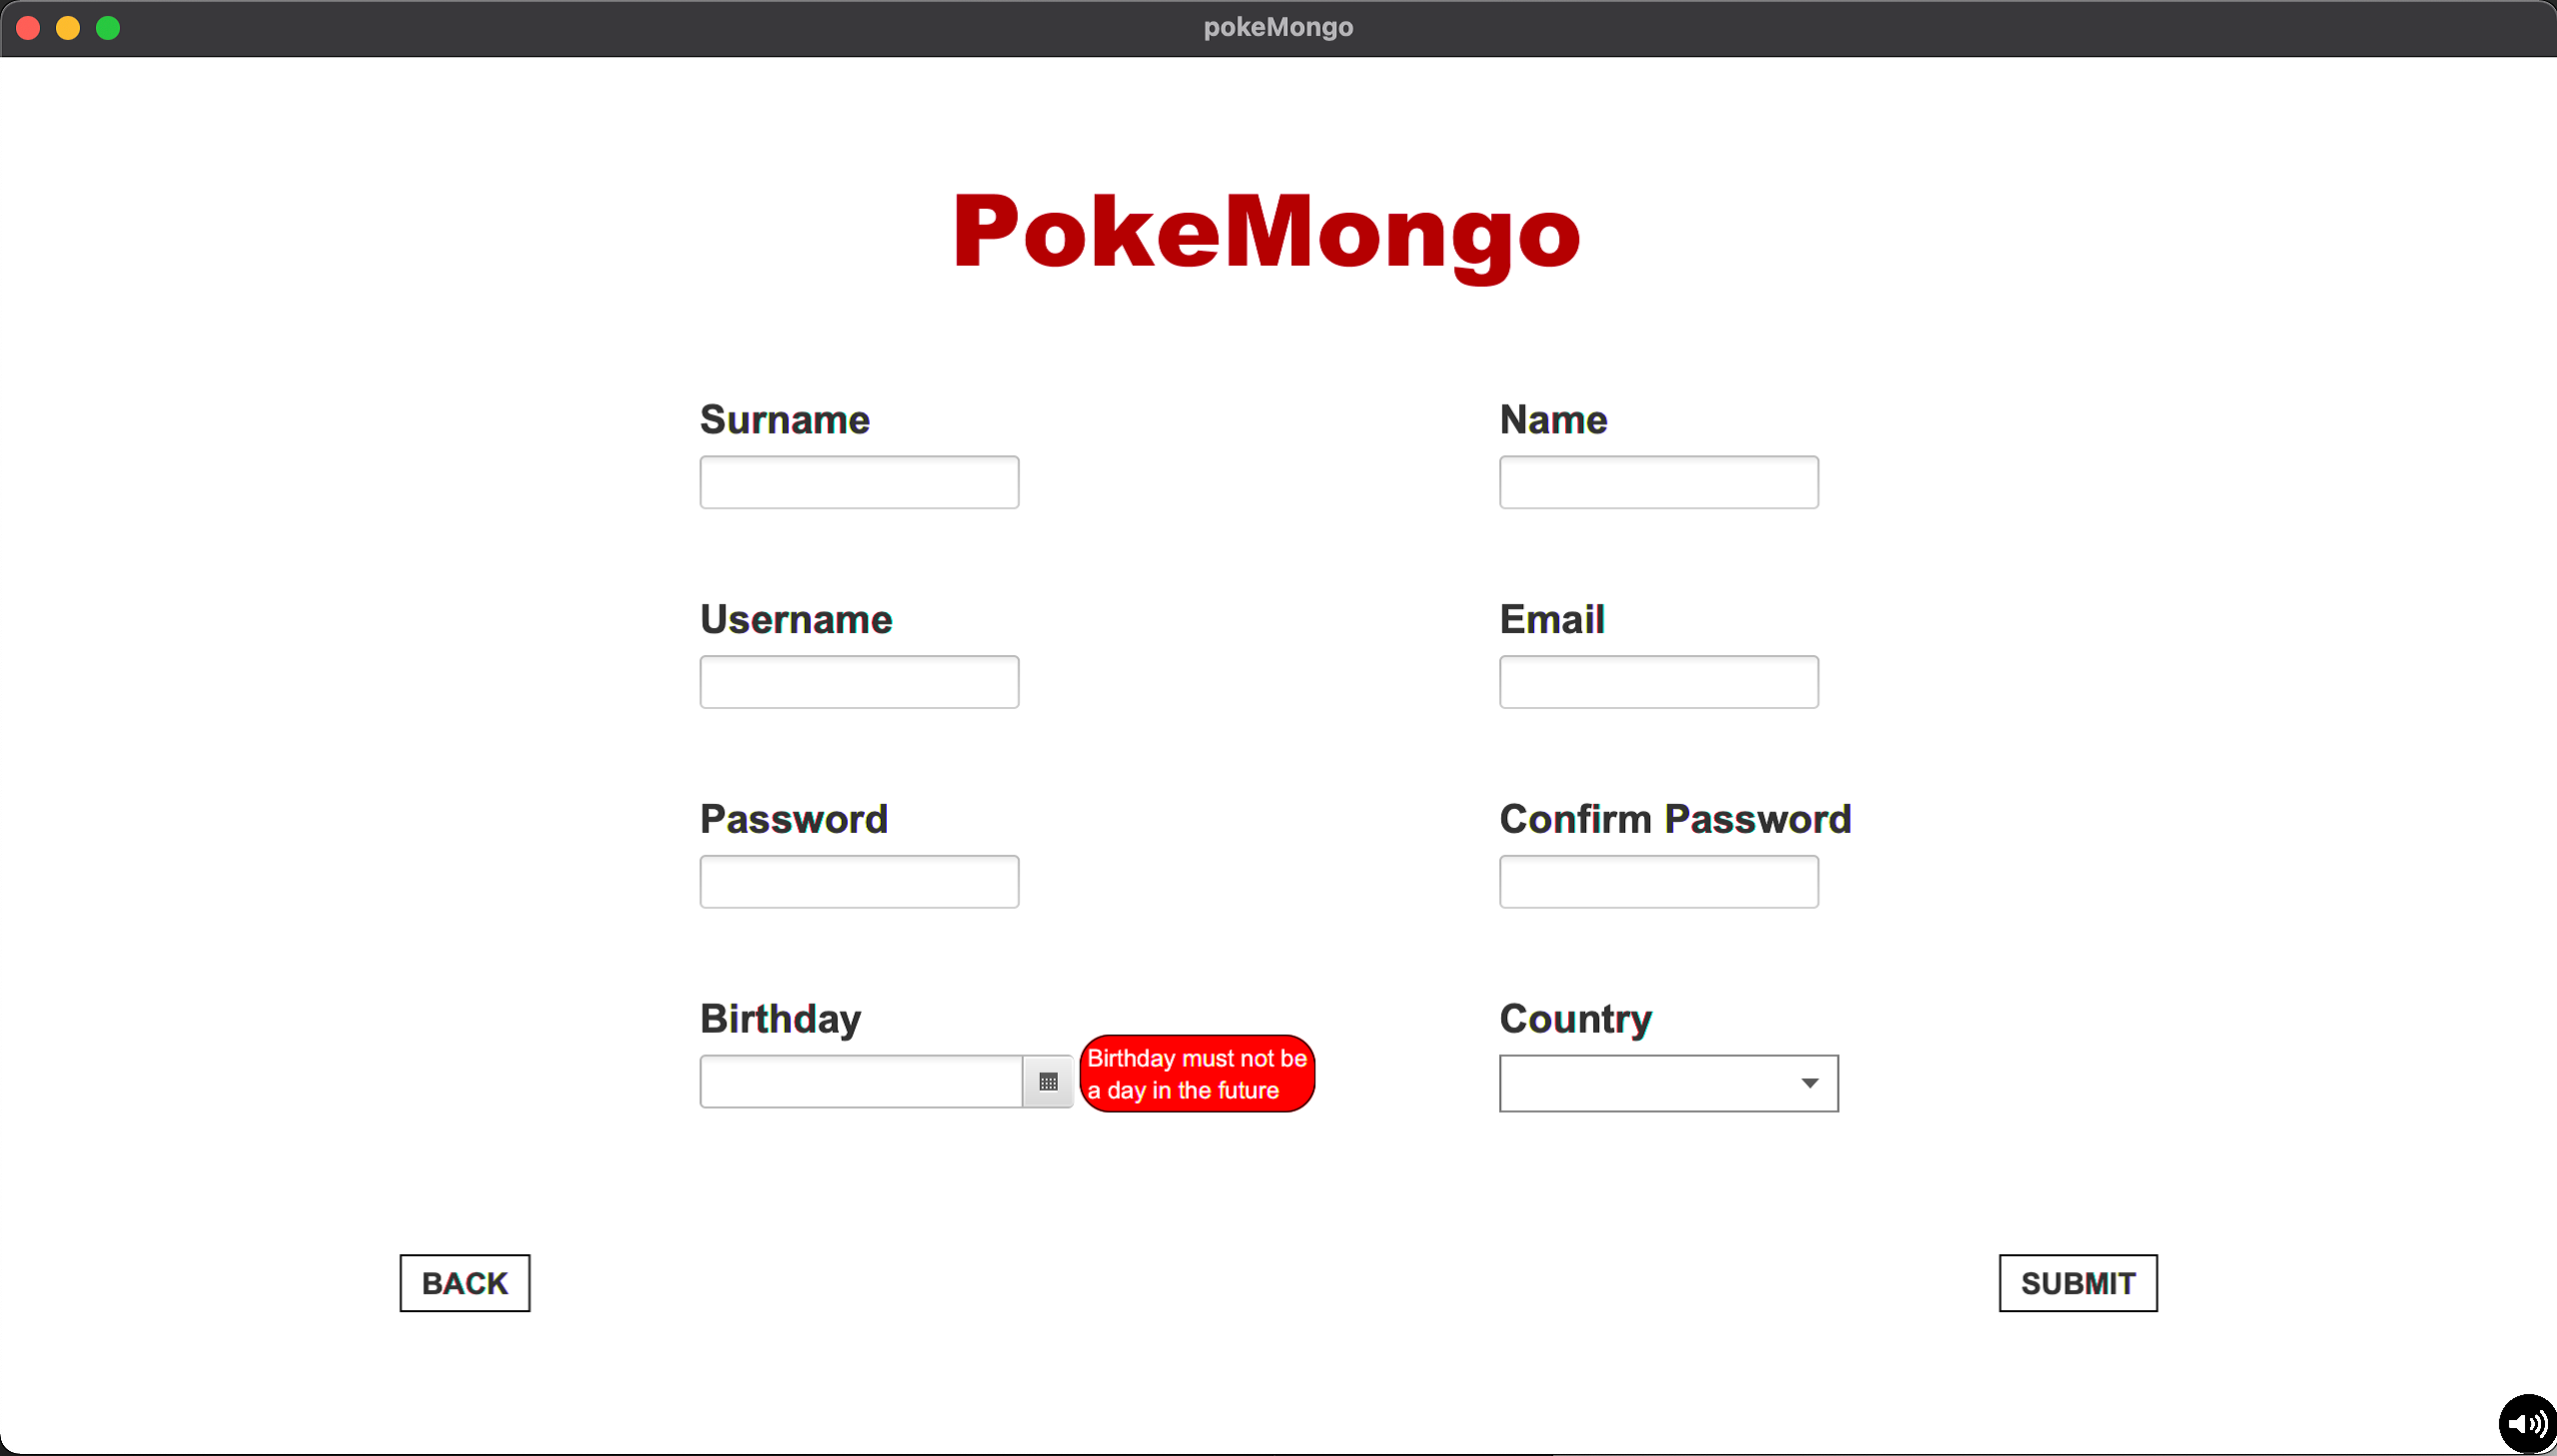 pokeMongo
PokeMongo
Surname
Name
Username
Email
Password
Confirm Password
Birthday
Country
Birthday must not be
a day in the future
BACK
SUBMIT